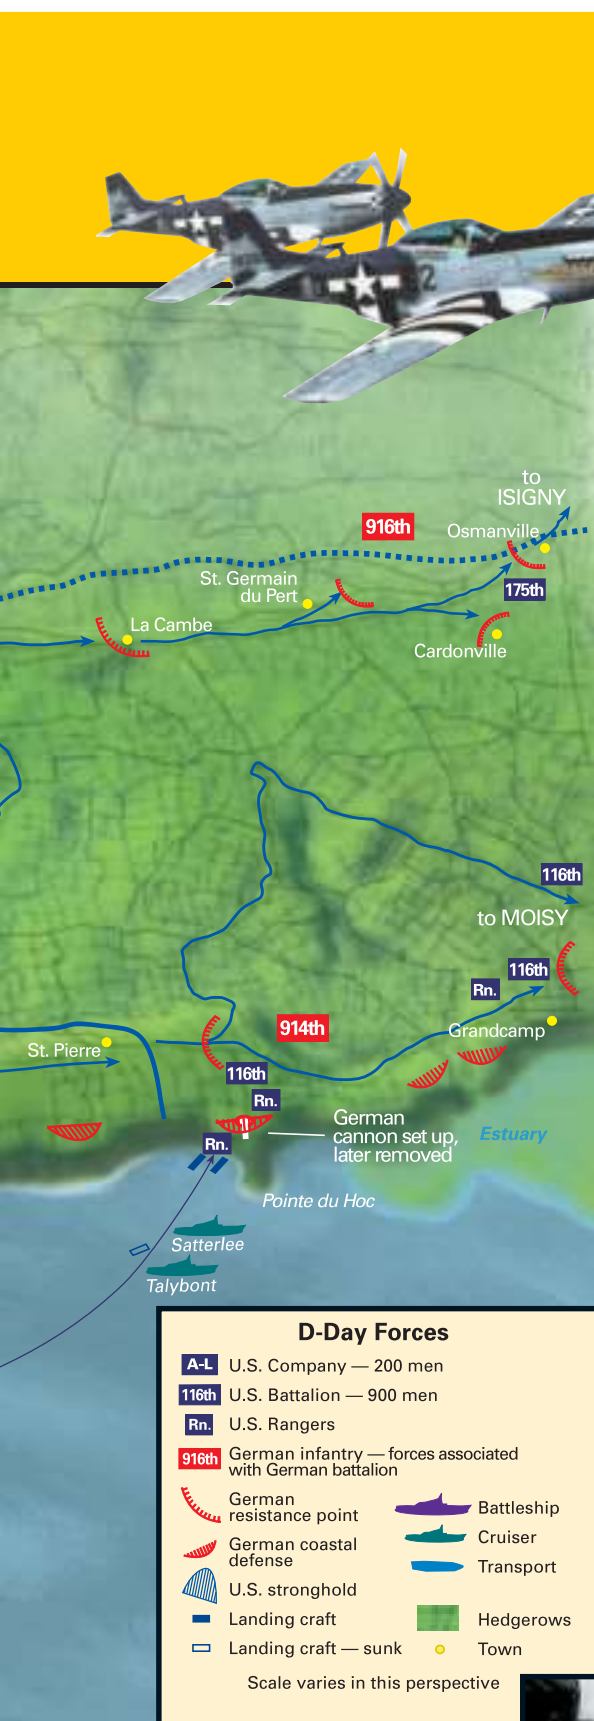 2
to
ISIGNY
916th
Osmanville
St. Germain
du Pert
175th
La Cambe
Cardonville
116th
to MOISY
116th
Rn.
914th
Grandcamp
St. Pierre
116th
Rn.
German
cannon set up,
later removed
Estuary
Rn.
Pointe du Hoc
Satterlee
Talybont
D-Day Forces
A-L U.S. Company — 200 men
116th U.S. Battalion — 900 men
Rn. U.S. Rangers
916th German infantry — forces associated
with German battalion
German
resistance point
Battleship
German coastal
defense
Cruiser
Transport
U.S. stronghold
Landing craft
Hedgerows
Landing craft — sunk
Town
Scale varies in this perspective